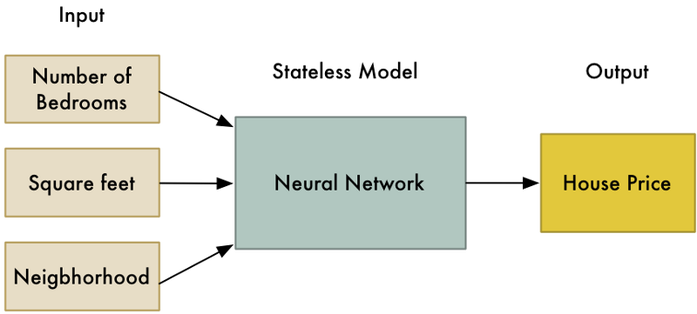 Input
Number of
Bedrooms
Square feet
Neigbhorhood
Stateless Model
Neural Network
Output
House Price